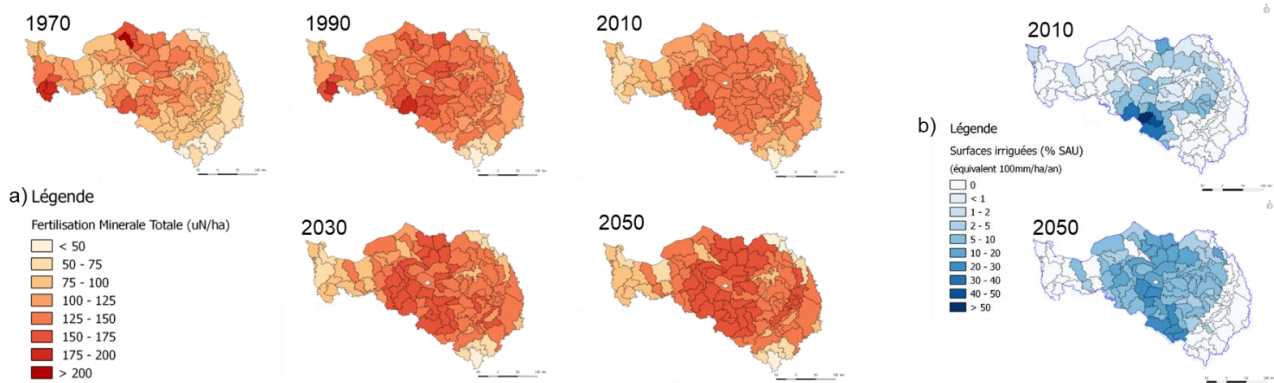 1970
1990
2010
a) Légende
Fertilisation Minerale Totale (uN/ha)
< 50
50 - 75
75 - 100
100 - 125
125 - 150
150 - 175
175 - 200
> 200
2030
2050
2010
b) Légende
Surfaces irriguées (% SAU)
(équivalent 100mm/ha/an)
0
< 1
1 - 2
2 - 5
5 - 10
10 - 20
20 - 30
30 - 40
40 - 50
> 50
2050